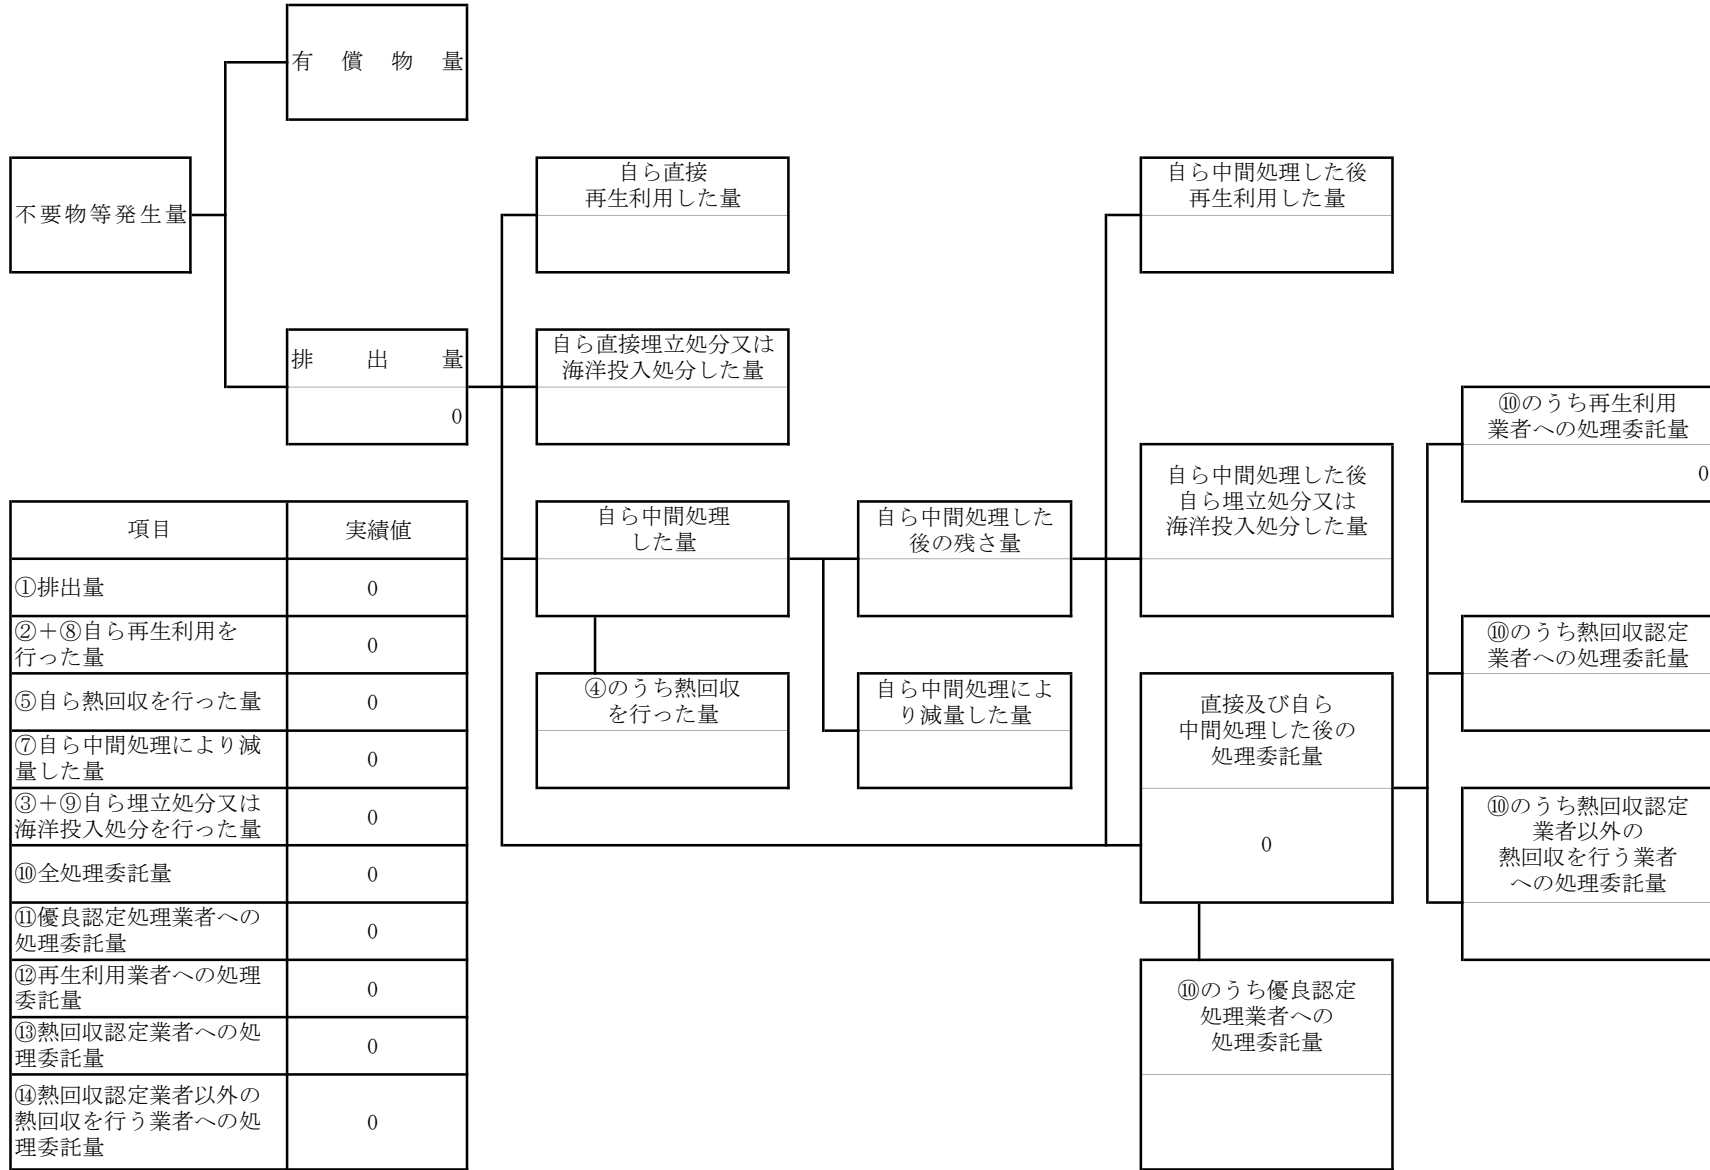 有償物量
不要物等発生量
自ら直接
再生利用した量
自ら中間処理した後
再生利用した量
排出量
0
自ら直接埋立処分又は
海洋投入処分した量
⑩のうち再生利用
業者への処理委託量
0
自ら中間処理
した量
自ら中間処理した
後の残さ量
自ら中間処理した後
自ら埋立処分又は
海洋投入処分した量
⑩のうち熱回収認定
業者への処理委託量
④のうち熱回収
を行った量
自ら中間処理によ
り減量した量
直接及び自ら
中間処理した後の
処理委託量
0
⑩のうち熱回収認定
業者以外の
熱回収を行う業者
への処理委託量
⑩のうち優良認定
処理業者への
処理委託量
項目 実績値
①排出量 0
②＋⑧自ら再生利用を
行った量 0
⑤自ら熱回収を行った量 0
⑦自ら中間処理により減
量した量 0
③＋⑨自ら埋立処分又は
海洋投入処分を行った量 0
⑩全処理委託量 0
⑪優良認定処理業者への
処理委託量 0
⑫再生利用業者への処理
委託量 0
⑬熱回収認定業者への処
理委託量 0
⑭熱回収認定業者以外の
熱回収を行う業者への処
理委託量 0